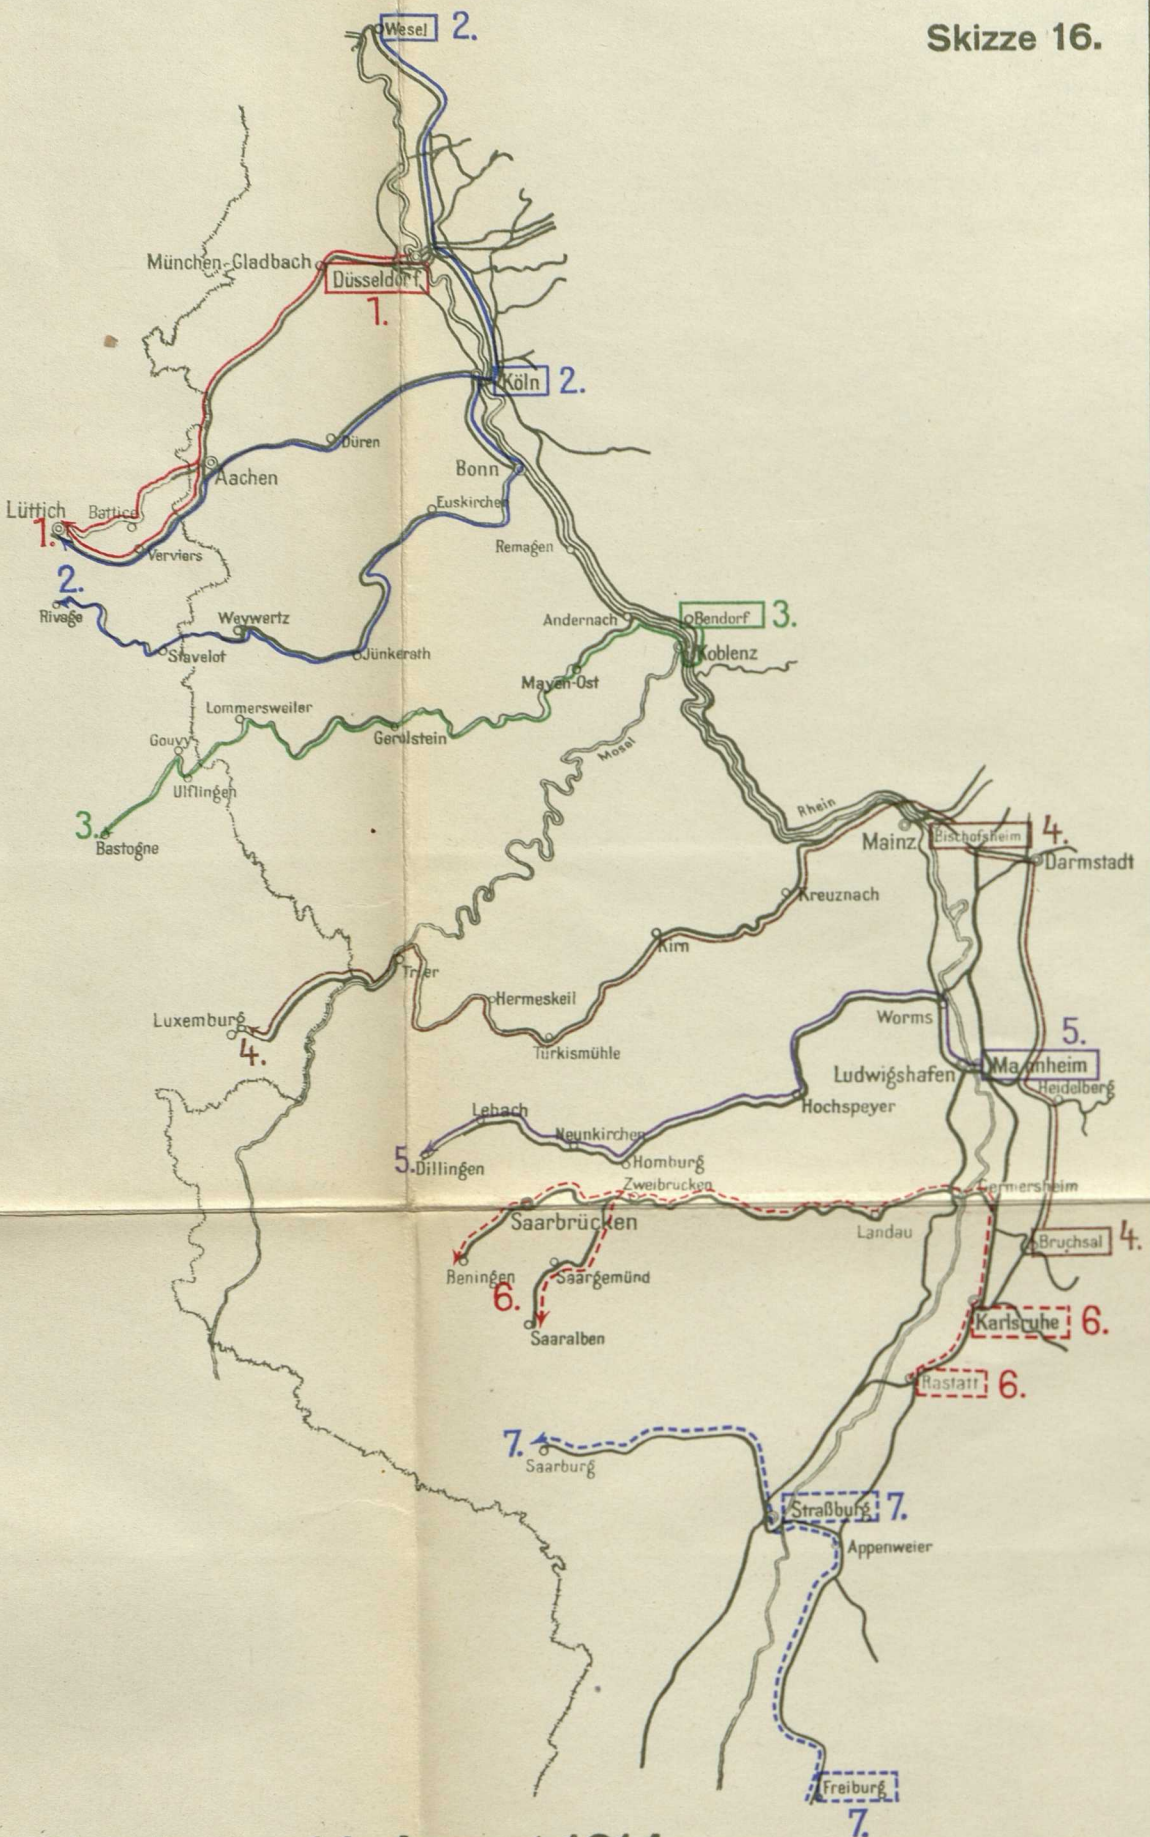 Skizze 16.
Wesel 2.
München-Gladbach
Düsseldorf
1.
Köln 2.
Düren
Bonn
Aachen
Euskirchen
Lüttich
Battice
1.
Remagen
Verviers
2.
Rivage
Weywertz
Andernach
Bendorf 3.
Stavelot
Jünkerath
Koblenz
Mayen-Ost
Lommersweiler
Gouvy
Gerolstein
Mosel
Ulflingen
3.
Bastogne
Rhein
Mainz
Bischofsheim 4.
Darmstadt
Kreuznach
Kirn
Trier
Hermeskeil
Luxemburg
4.
Türkismühle
Worms
5.
Ludwigshafen
Mannheim
Heidelberg
Hochspeyer
Lebach
Neunkirchen
5.
Dillingen
Homburg
Zweibrücken
Germersheim
Saarbrücken
Landau
Bruchsal 4.
Beningen
Saargemünd
6.
Saaralben
Karlsruhe 6.
Rastatt 6.
7.
Saarburg
Straßburg 7.
Appenweier
Freiburg
7.